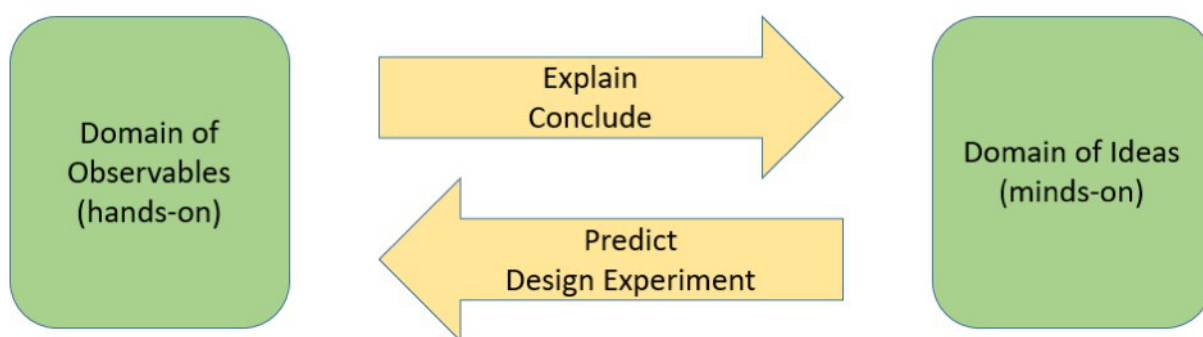 Domain of
Observables
(hands-on)
Explain
Conclude
Predict
Design Experiment
Domain of Ideas
(minds-on)